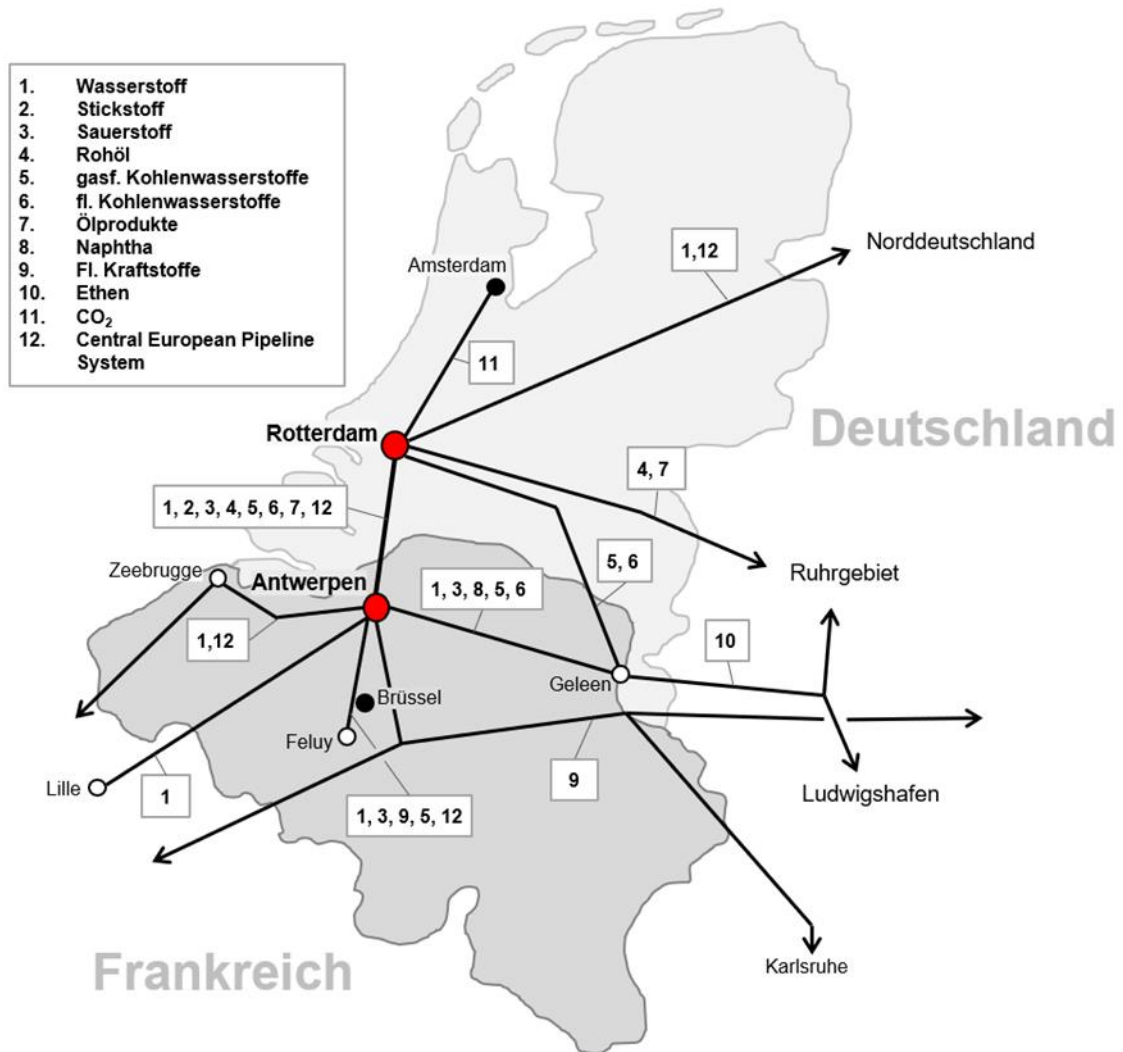 1. Wasserstoff
2. Stickstoff
3. Sauerstoff
4. Rohöl
5. gasf. Kohlenwasserstoffe
6. fl. Kohlenwasserstoffe
7. Ölprodukte
8. Naphtha
9. Fl. Kraftstoffe
10. Ethen
11. CO₂
12. Central European Pipeline
System
Norddeutschland
1,12
Amsterdam
11
Deutschland
Rotterdam
4, 7
1, 2, 3, 4, 5, 6, 7, 12
Zeebrugge
Antwerpen
1, 3, 8, 5, 6
5, 6
Ruhrgebiet
1,12
10
Geleen
Brüssel
Feluy
Lille
1
9
Ludwigshafen
1, 3, 9, 5, 12
Karlsruhe
Frankreich